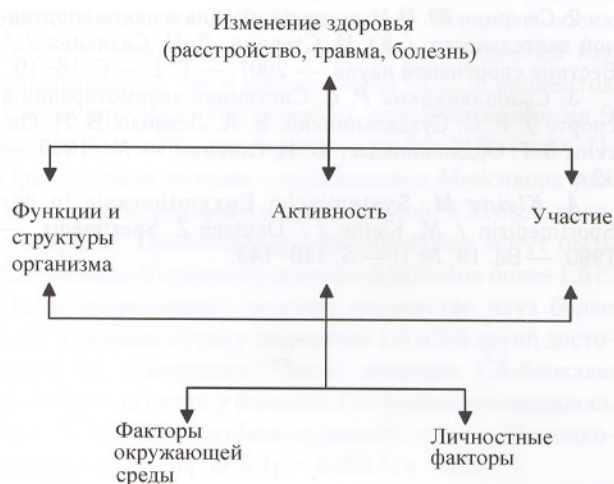 Изменение здоровья
(расстройство, травма, болезнь)
Функции и
структуры
организма
Активность
Участие
Факторы
окружающей
среды
Личностные
факторы